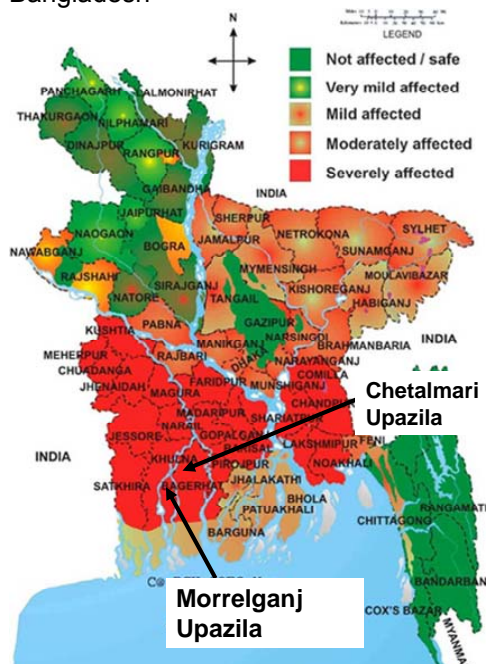 Bangladesh
N
LEGEND
Not affected / safe
Very mild affected
Mild affected
Moderately affected
Severely affected
PANCHAGARH
LALMONIRHAT
THAKURGAON
NILPHAMARI
DINAJPUR
RANGPUR
KURIGRAM
GAIBANDHA
INDIA
JAIPURHAT
SHERPUR
NAOGAON
JAMALPUR
NETROKONA
SYLHET
BOGRA
SUNAMGANJ
NAWABGANJ
MYMENSINGH
MOULAVIBAZAR
RAJSHAHI
SIRAJGANJ
KISHOREGANJ
NATORE
TANGAIL
HABIGANJ
PABNA
GAZIPUR
KUSHTIA
NARSINGDI
INDIA
MANIKGANJ
BRAHMANBARIA
MEHERPUR
RAJBARI
DHAKA
NARAYANGANJ
CHUADANGA
FARIDPUR
COMILLA
JHENAIDAH
MUNSHIGANJ
MAGURA
CHANDPUR
Chetalmari
Upazila
MADARIPUR
SHARIATPUR
NARAIL
JESSORE
GOPALGANJ
LAKSHMIPUR
FENI
BARISAL
INDIA
KHULNA
PIROJPUR
NOAKHALI
SATKHIRA
BAGERHAT
JHALAKATHI
BHOLA
RANGAMATI
PATUAKHALI
CHITTAGONG
BARGUNA
BANDARBAN
Morrelganj
Upazila
COX'S BAZAR
MYANMAR